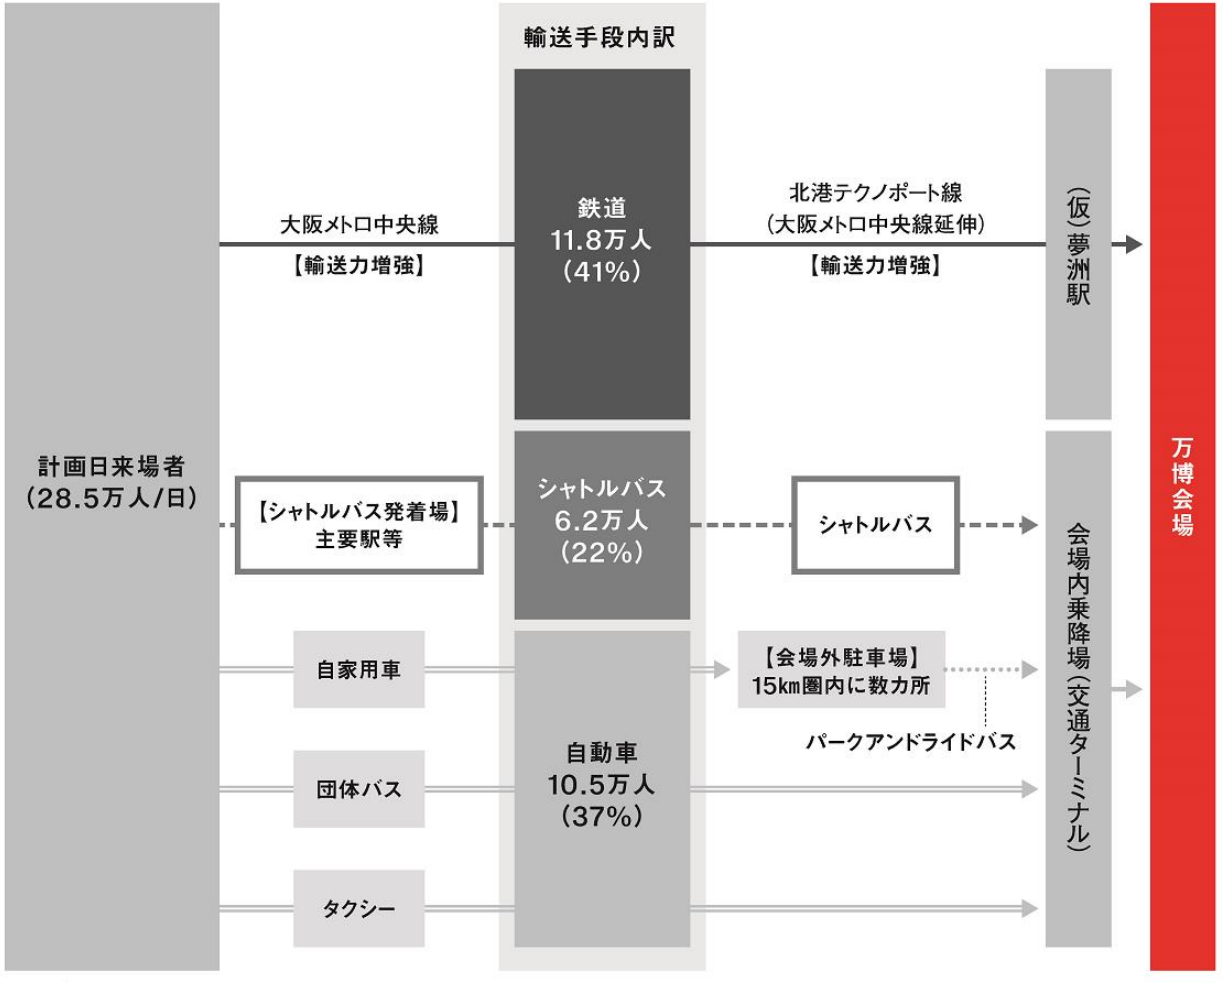 輸送手段内訳
計画日来場者
(28.5万人/日)
大阪メトロ中央線
【輸送力増強】
鉄道
11.8万人
(41%)
北港テクノポート線
(大阪メトロ中央線延伸)
【輸送力増強】
(仮)夢洲駅
【シャトルバス発着場】
主要駅等
シャトルバス
6.2万人
(22%)
シャトルバス
自家用車
団体バス
タクシー
自動車
10.5万人
(37%)
【会場外駐車場】
15㎞圏内に数カ所
パークアンドライドバス
会場内乗降場(交通ターミナル)
万博会場